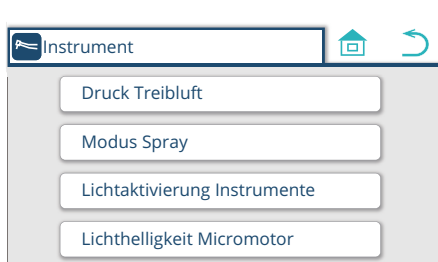 Instrument
Druck Treibluft
Modus Spray
Lichtaktivierung Instrumente
Lichthelligkeit Micromotor